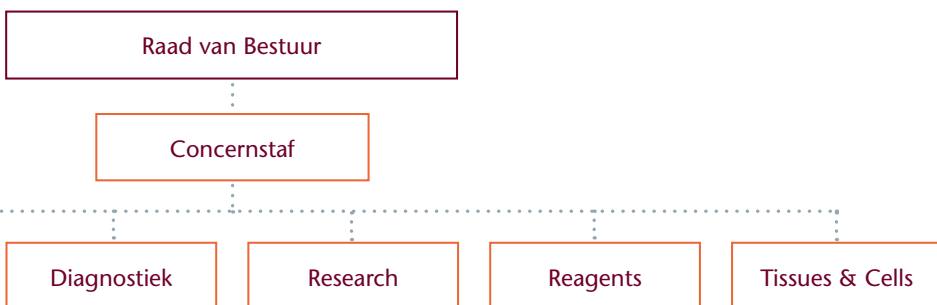 Raad van Bestuur
Concernstaf
Diagnostiek
Research
Reagents
Tissues & Cells